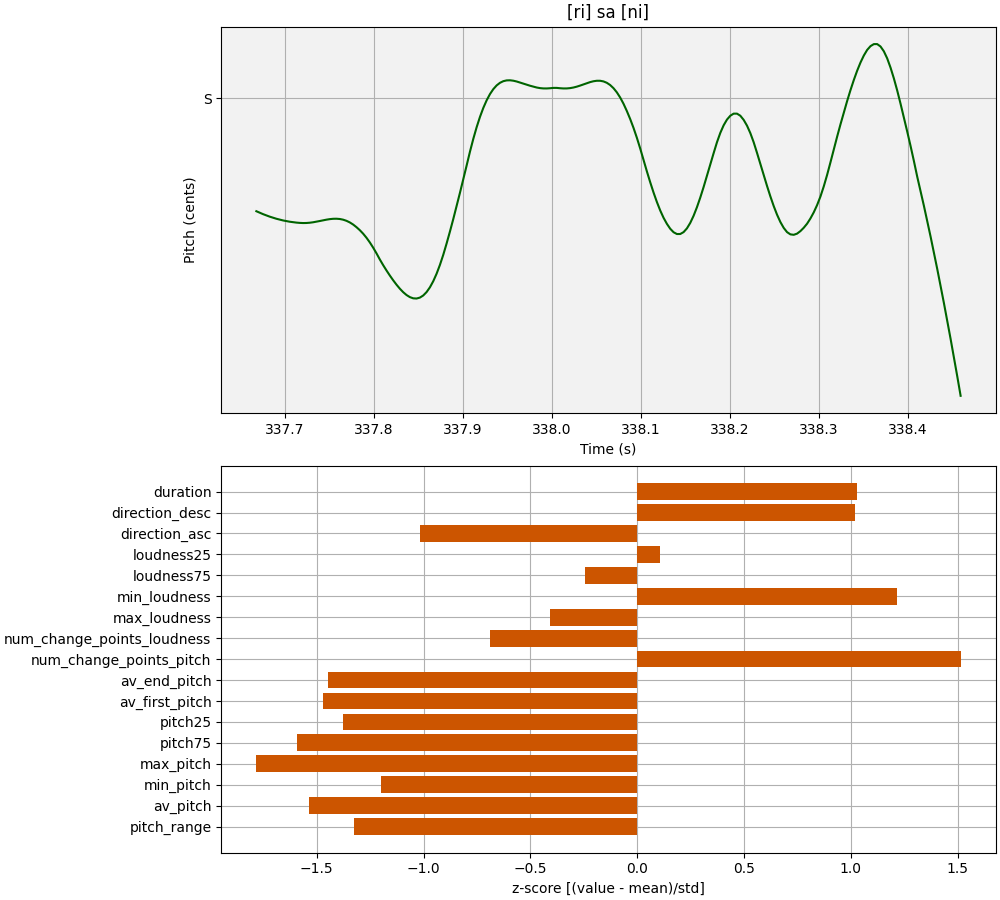 [ri] sa [ni]
S
Pitch (cents)
337.7 337.8 337.9 338.0 338.1 338.2 338.3 338.4
Time (s)
duration
direction_desc
direction_asc
loudness25
loudness75
min_loudness
max_loudness
num_change_points_loudness
num_change_points_pitch
av_end_pitch
av_first_pitch
pitch25
pitch75
max_pitch
min_pitch
av_pitch
pitch_range
−1.5 −1.0 −0.5 0.0 0.5 1.0 1.5
z-score [(value - mean)/std]